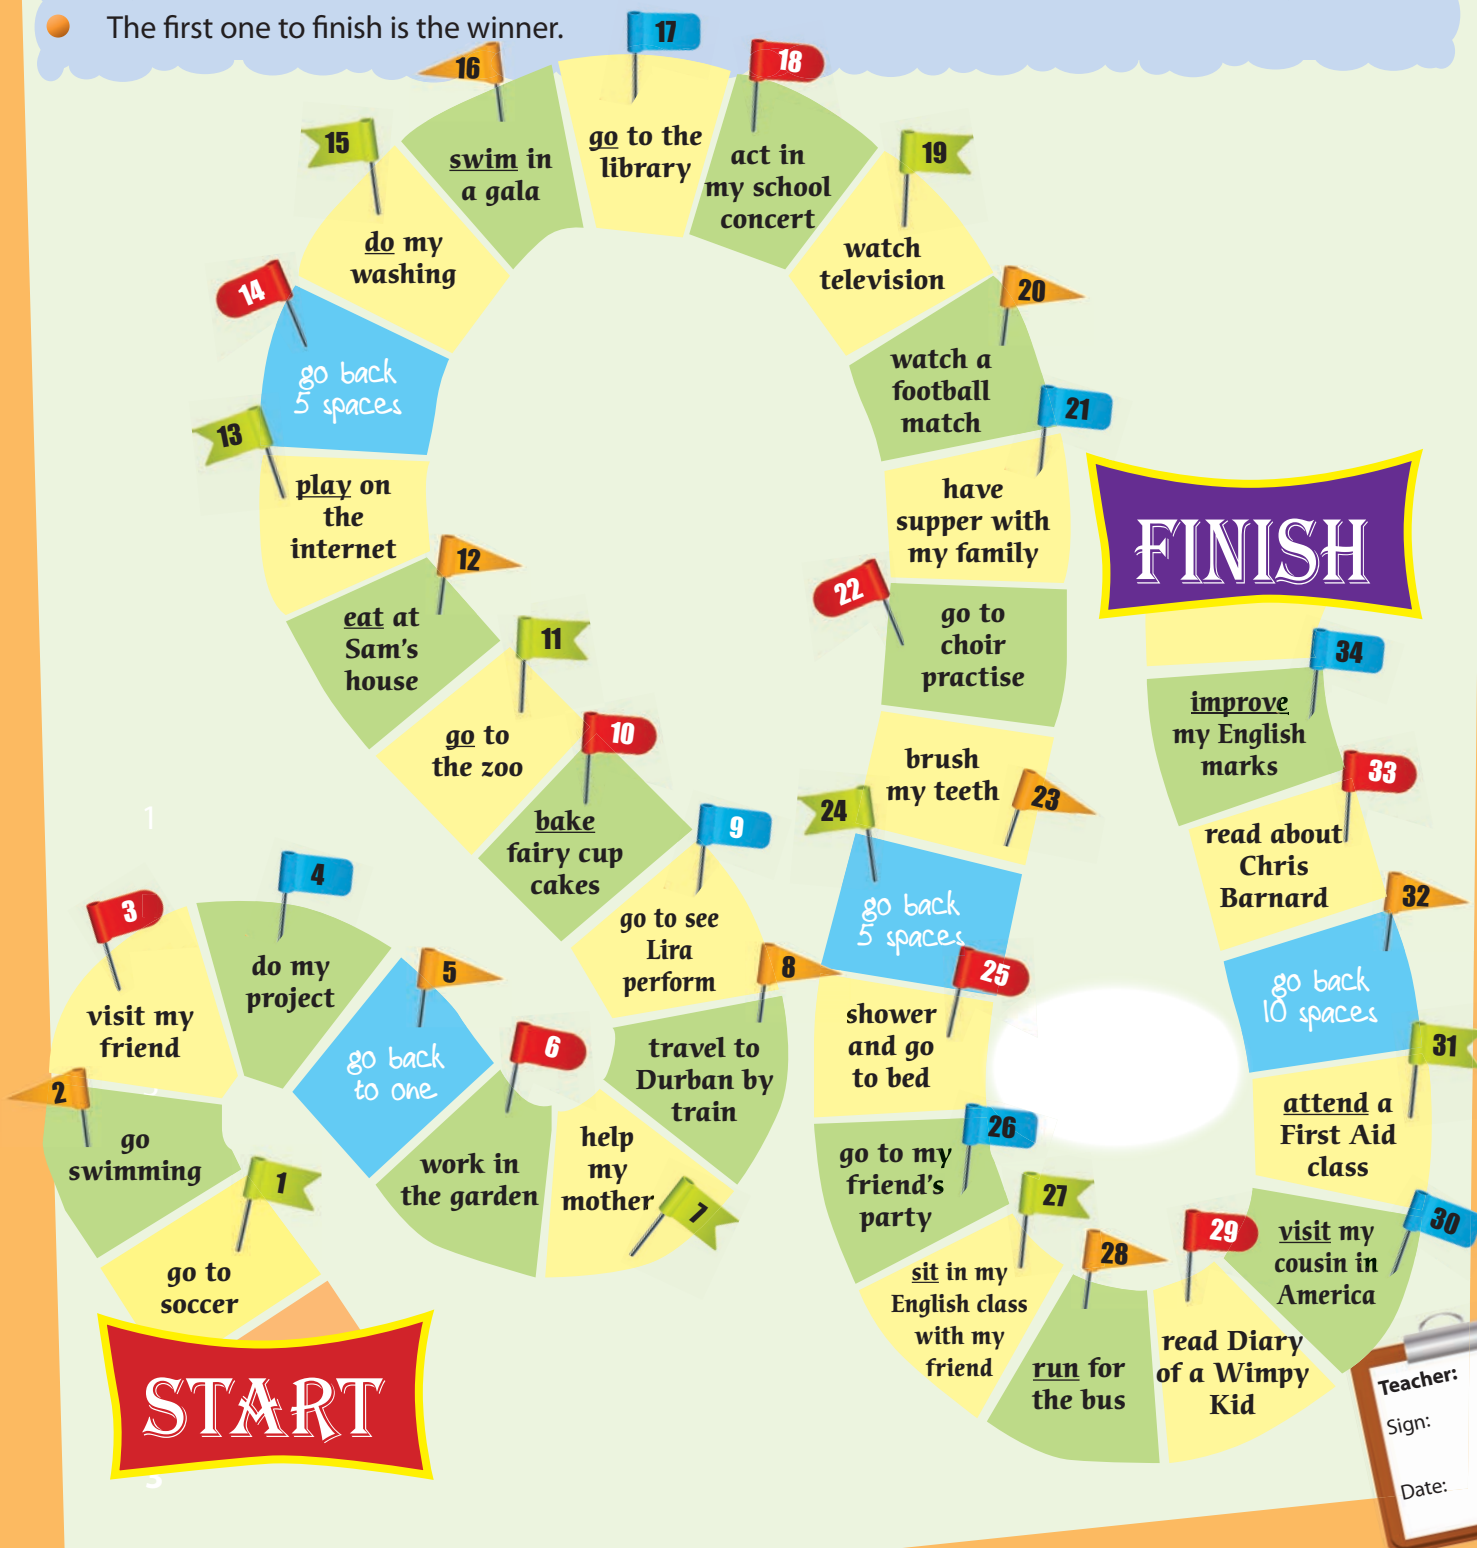 The first one to finish is the winner.
START
1
go to
soccer
2
go
swimming
3
visit my
friend
4
do my
project
5
go back
to one
6
work in
the garden
7
help
my
mother
8
travel to
Durban by
train
9
go to see
Lira
perform
10
bake
fairy cup
cakes
11
go to
the zoo
12
eat at
Sam's
house
13
play on
the
internet
14
go back
5 spaces
15
do my
washing
16
swim in
a gala
17
go to the
library
18
act in
my school
concert
19
watch
television
20
watch a
football
match
21
have
supper with
my family
22
go to
choir
practise
23
brush
my teeth
24
go back
5 spaces
25
shower
and go
to bed
26
go to my
friend's
party
27
sit in my
English class
with my
friend
28
run for
the bus
29
read Diary
of a Wimpy
Kid
30
visit my
cousin in
America
31
attend a
First Aid
class
32
go back
10 spaces
33
read about
Chris
Barnard
34
improve
my English
marks
FINISH
1
Teacher:
Sign:
Date: